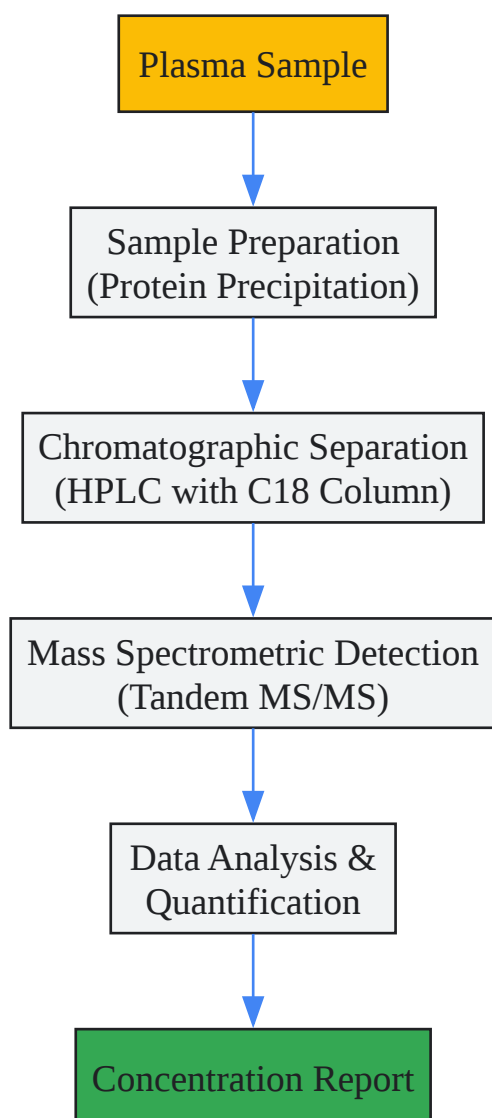 Plasma Sample
Sample Preparation
(Protein Precipitation)
Chromatographic Separation
(HPLC with C18 Column)
Mass Spectrometric Detection
(Tandem MS/MS)
Data Analysis &
Quantification
Concentration Report